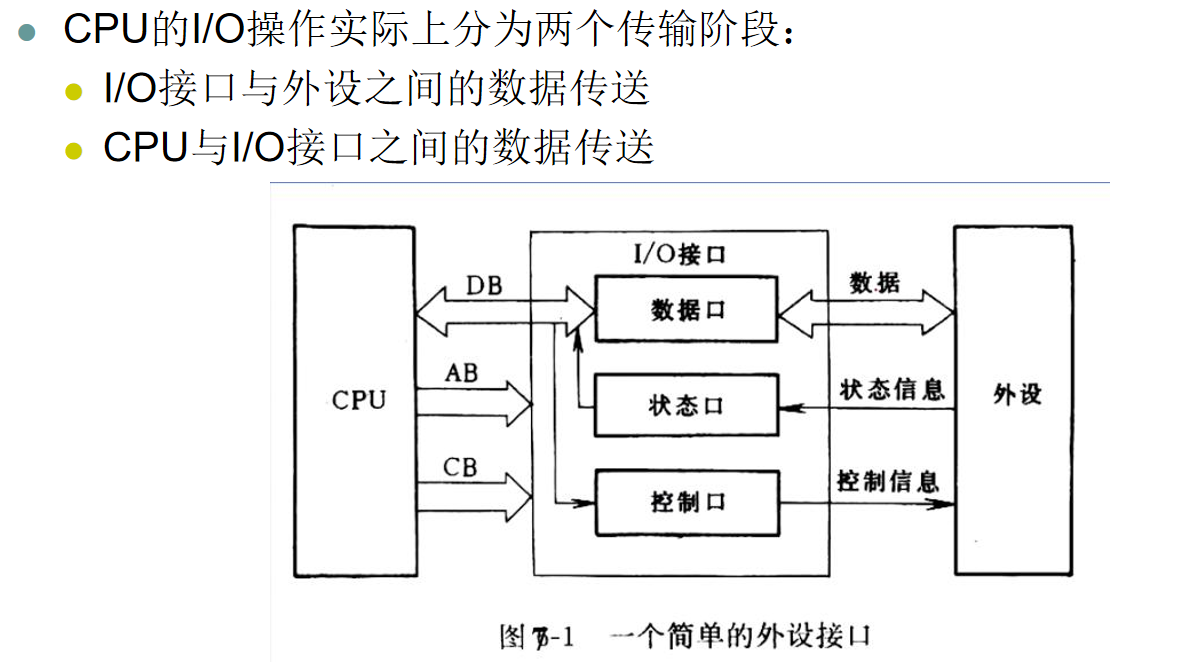 CPU的I/O操作实际上分为两个传输阶段：
I/O接口与外设之间的数据传送
CPU与I/O接口之间的数据传送
I/O接口
DB
数据口
数据
AB
CPU
状态口
状态信息
外设
CB
控制口
控制信息
图 -1 一个简单的外设接口